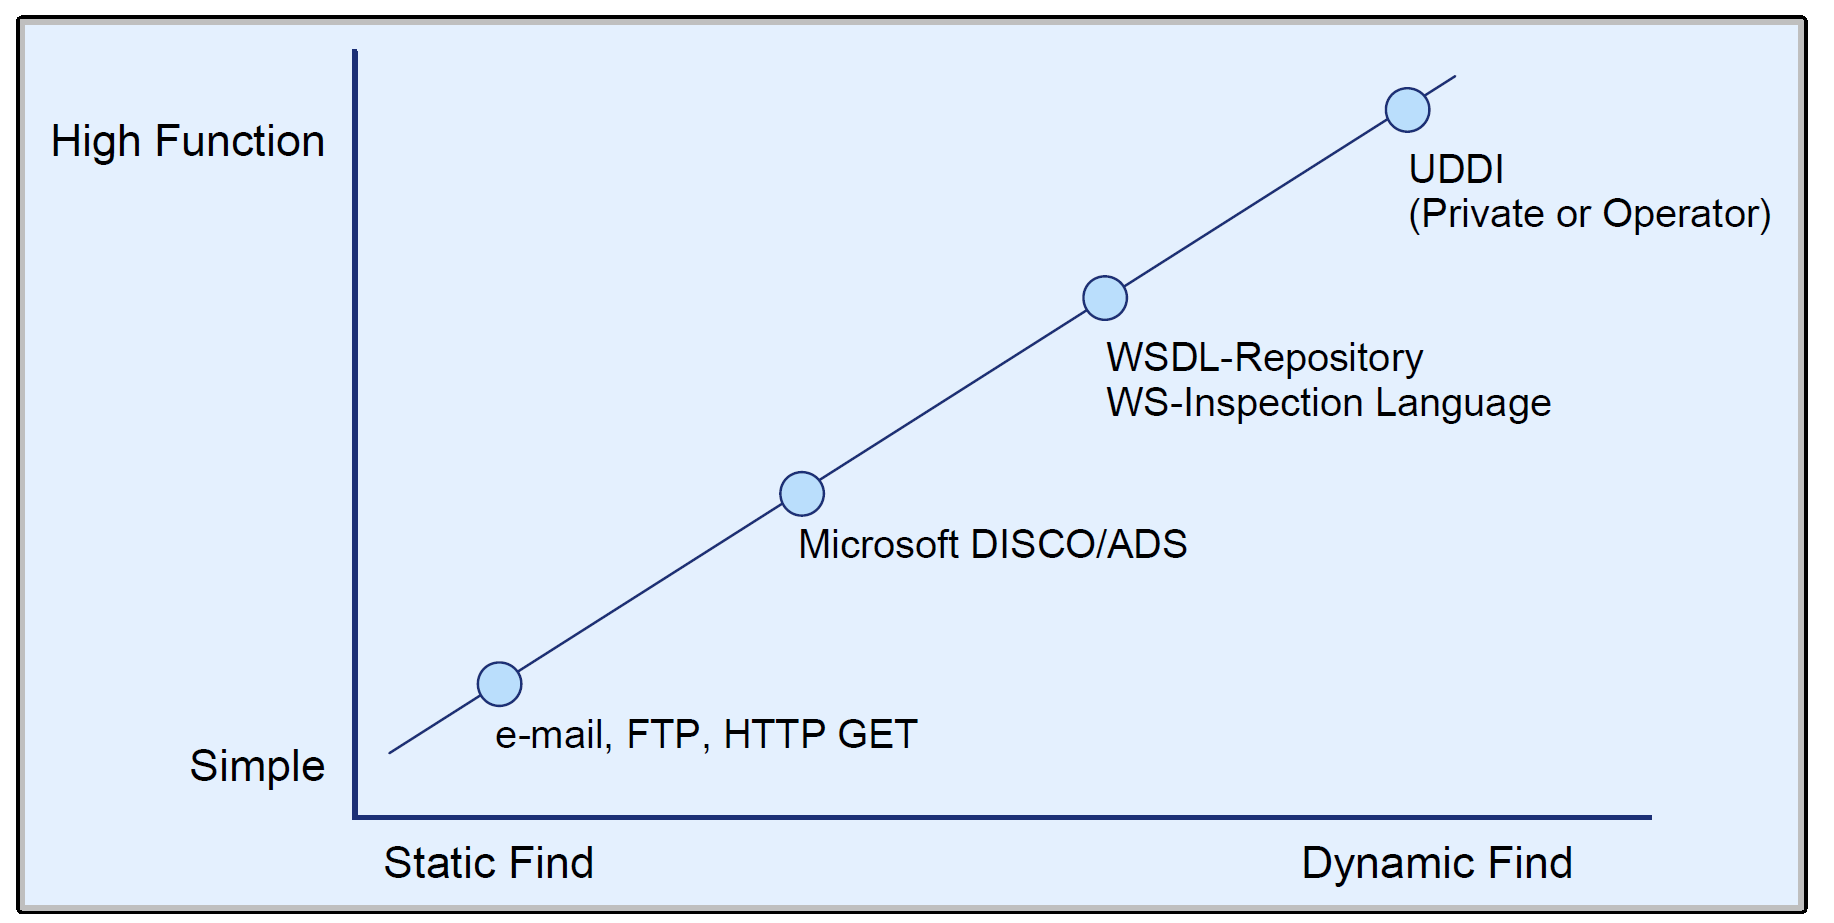 High Function
UDDI
(Private or Operator)
WSDL-Repository
WS-Inspection Language
Microsoft DISCO/ADS
e-mail, FTP, HTTP GET
Simple
Static Find
Dynamic Find